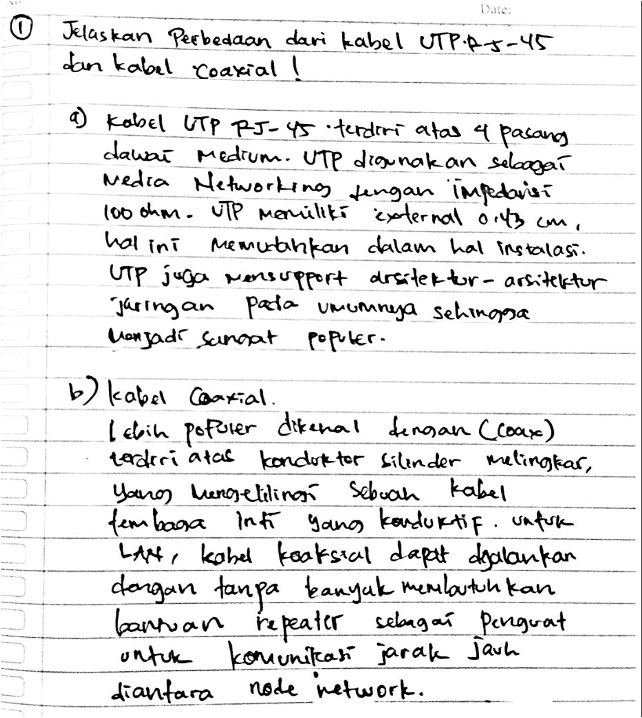 Date:
① Jelaskan Perbedaan dari kabel UTP RJ-45
dan kabel coaxial !
a) Kabel UTP RJ-45 terdiri atas 4 pasang
dawai medium. UTP digunakan sebagai
Media Networking dengan impedansi
100 ohm. UTP memiliki external 0.43 cm,
hal ini memudahkan dalam hal instalasi.
UTP juga mensupport arsitektur-arsitektur
jaringan pada umumnya sehingga
menjadi sangat populer.
b) kabel Coaxial.
Lebih populer dikenal dengan (coax)
terdiri atas konduktor silinder melingkar,
yang mengelilingi sebuah kabel
tembaga inti yang konduktif. untuk
LAN, kabel koaksial dapat dijalankan
dengan tanpa banyak membutuhkan
bantuan repeater sebagai penguat
untuk komunikasi jarak jauh
diantara node network.